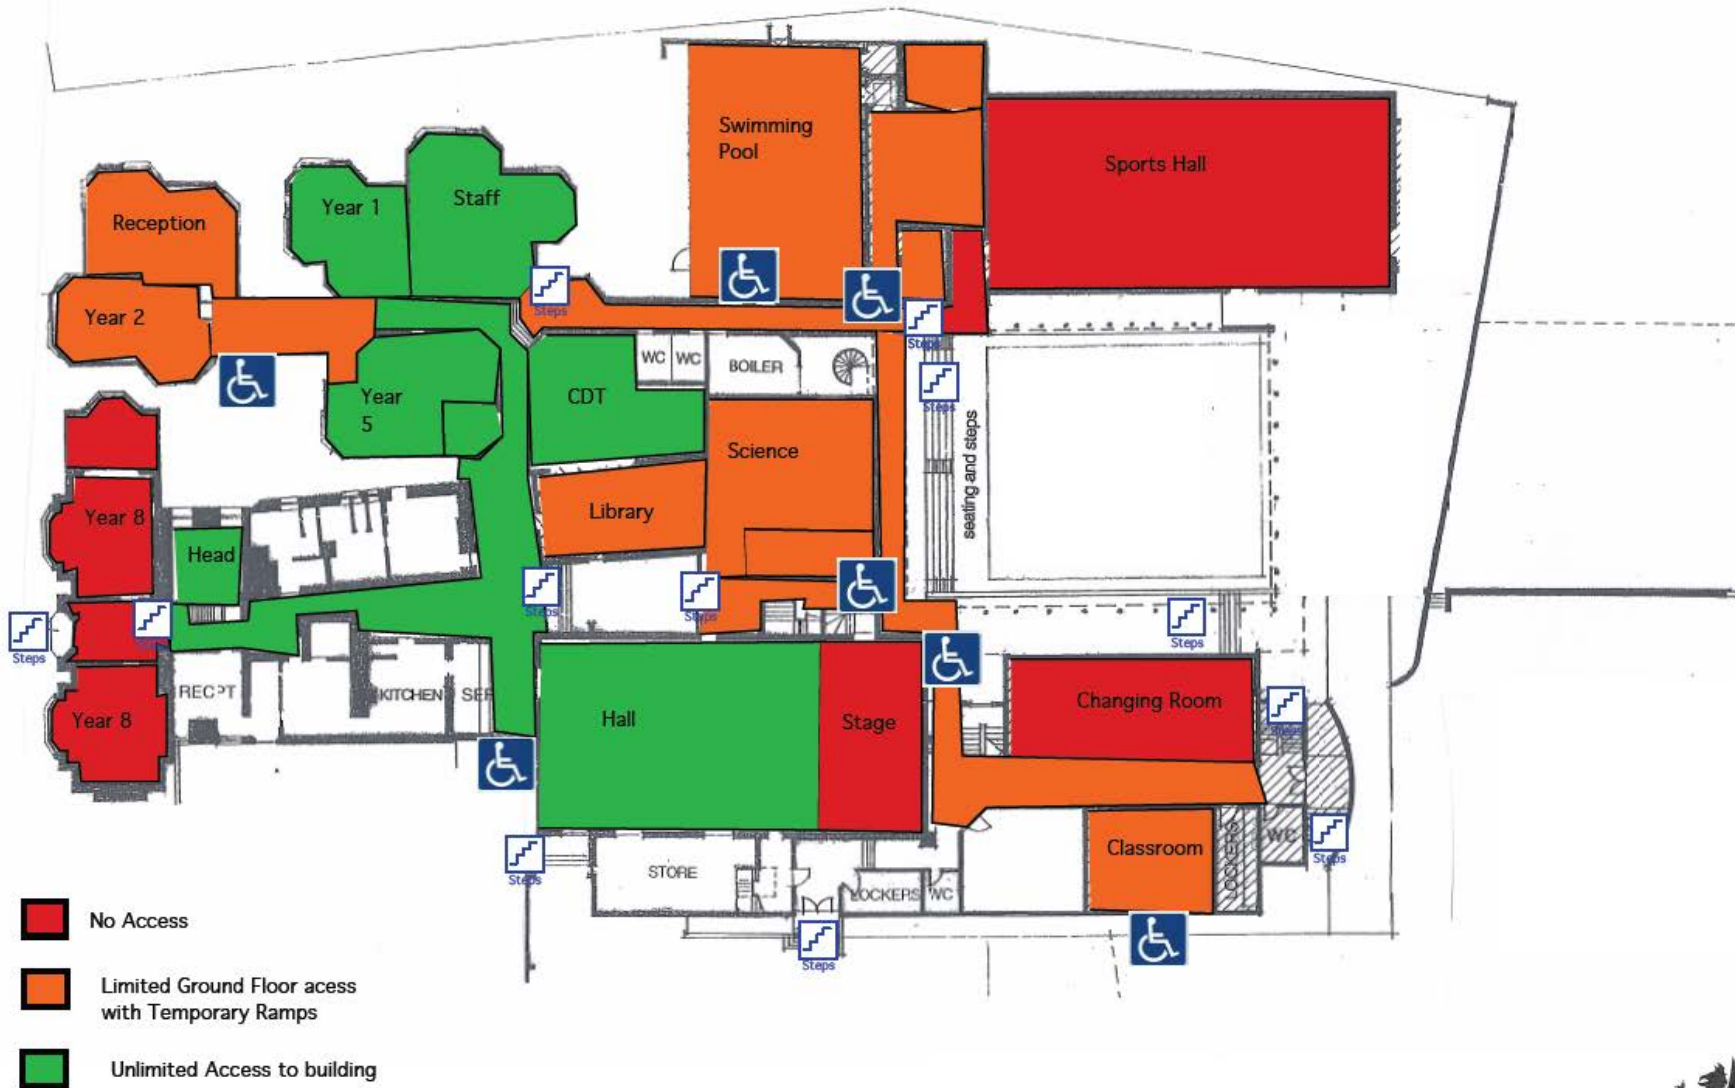 Swimming
Pool
Sports Hall
Reception
Year 1
Staff
Steps
Year 2
Steps
Steps
WC
WC
BOILER
Year
5
CDT
seating and steps
Science
Library
Year 8
Head
Steps
Steps
Steps
Steps
Steps
RECPT
KITCHEN
SER
Hall
Stage
Changing Room
Steps
Year 8
Classroom
LOCKERS
WC
Steps
Steps
STORE
LOCKERS
WC
Steps
No Access
Limited Ground Floor acess
with Temporary Ramps
Unlimited Access to building